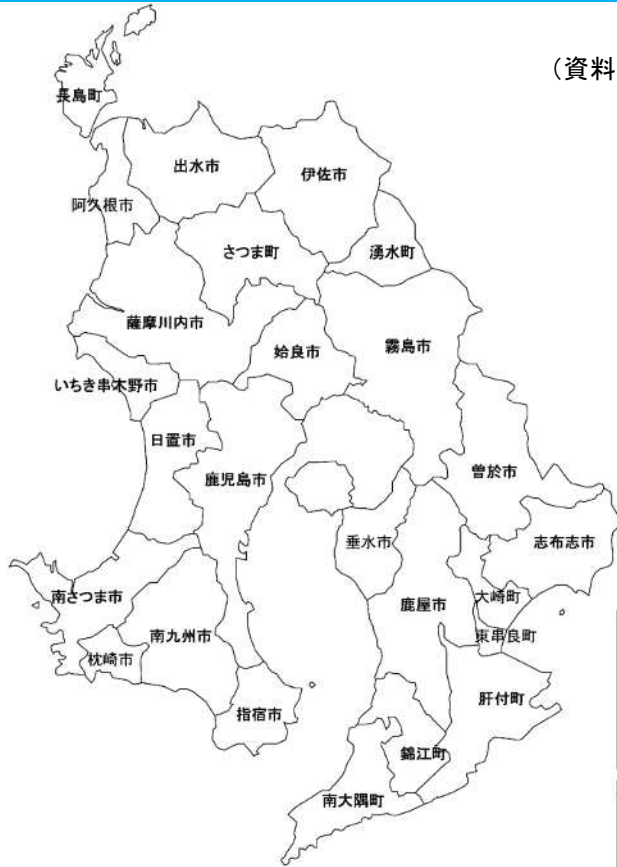 （資料
長島町
出水市
伊佐市
阿久根市
さつま町
湧水町
薩摩川内市
姶良市
霧島市
いちき串木野市
日置市
鹿児島市
曽於市
垂水市
志布志市
南さつま市
鹿屋市
大崎町
南九州市
東串良町
枕崎市
肝付町
指宿市
錦江町
南大隅町